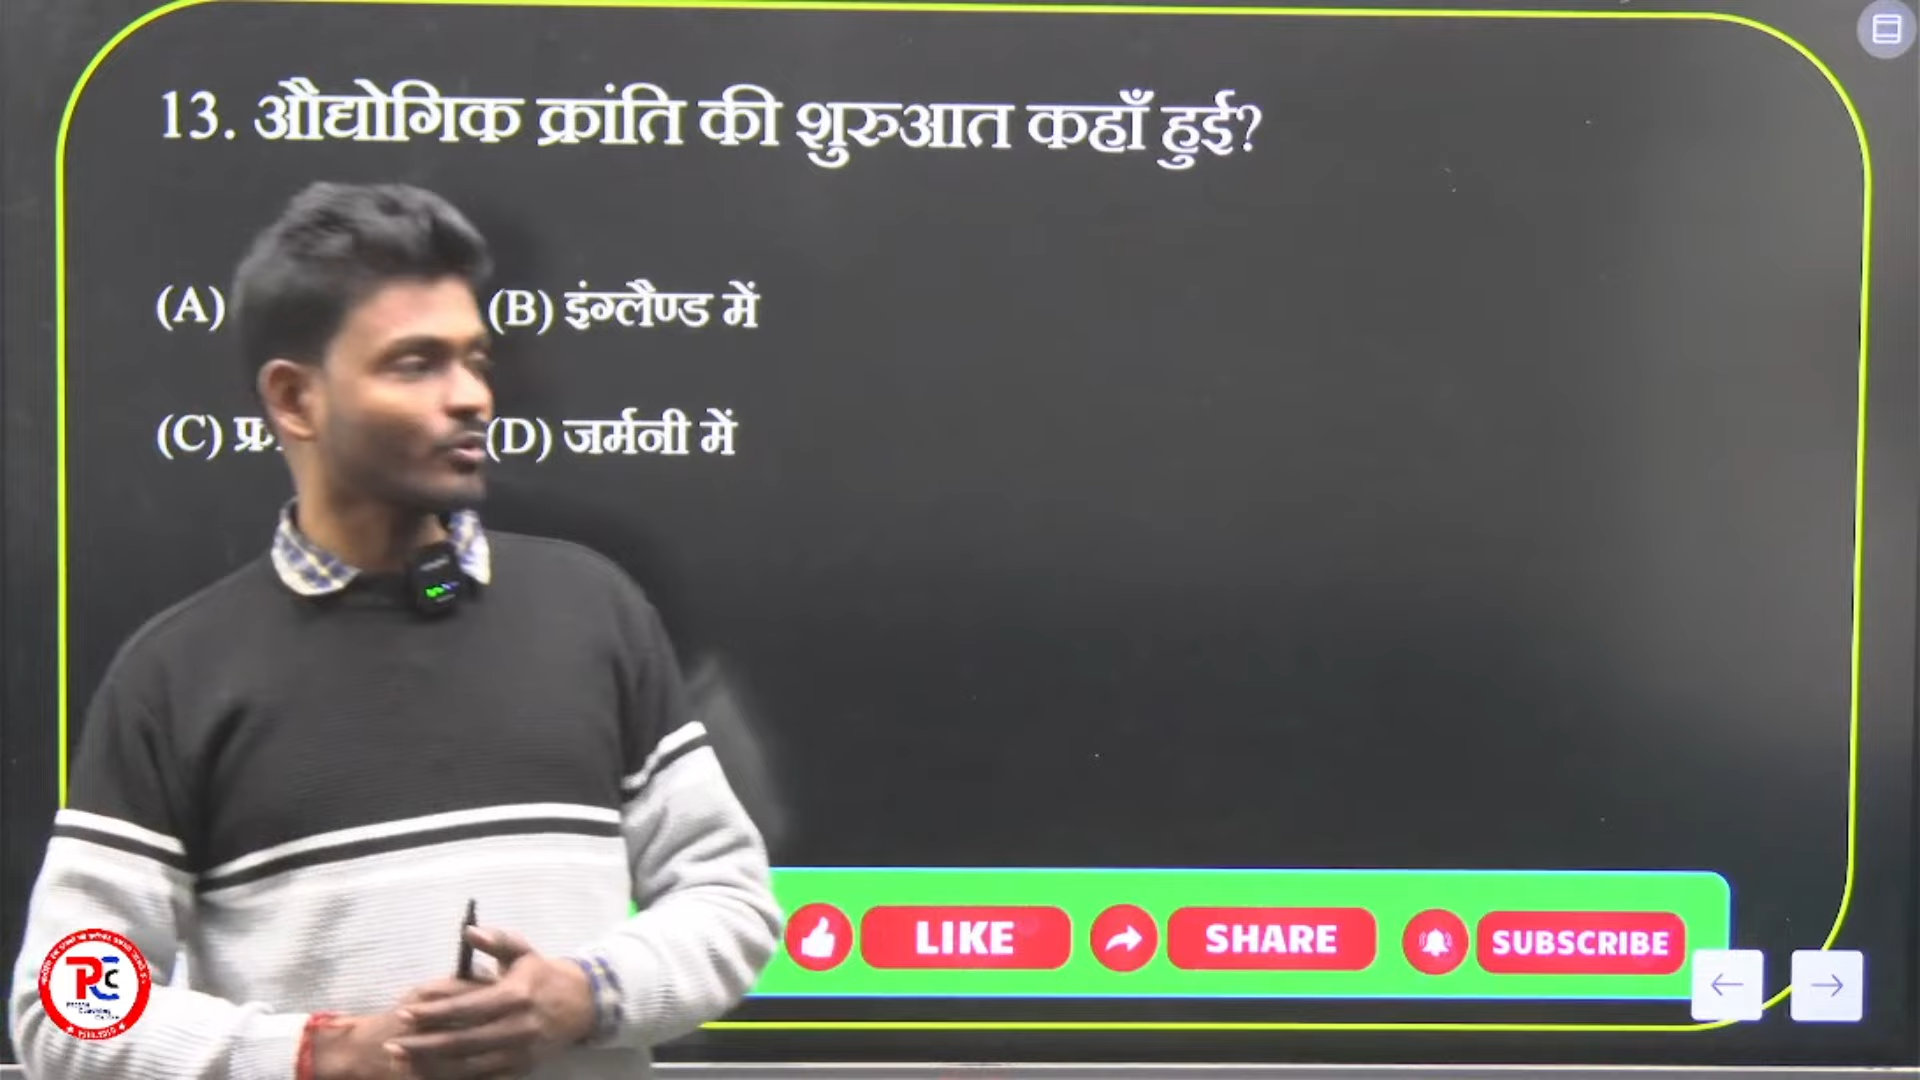 13. औद्योगिक क्रांति की शुरुआत कहाँ हुई?
(A) (B) इंग्लैण्ड में
(C) (D) जर्मनी में
LIKE SHARE SUBSCRIBE